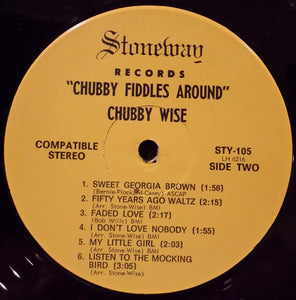 Stoneway
RECORDS
"CHUBBY FIDDLES AROUND"
CHUBBY WISE
COMPATIBLE
STEREO
STY-105
LH 6216
SIDE TWO
1. SWEET GEORGIA BROWN (1:56)
(Bernie-Plockard-Casey) ASCAP
2. FIFTY YEARS AGO WALTZ (2:15)
(Arr. Stone-Wise) BMI
3. FADED LOVE (2:17)
(Bob Wills) BMI
4. I DON'T LOVE NOBODY (1:55)
(Arr. Stone-Wise) BMI
5. MY LITTLE GIRL (2:03)
(Arr. Stone-Wise) BMI
6. LISTEN TO THE MOCKING
BIRD (3:05)
(Arr. Stone-Wise) BMI